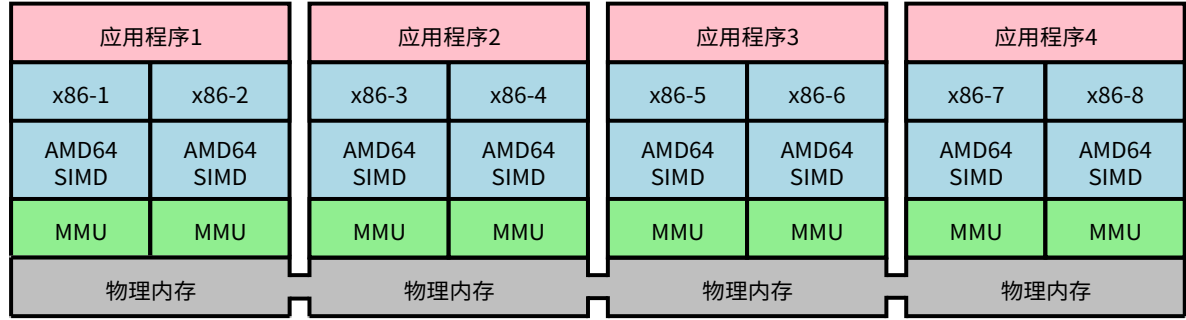 应用程序1 应用程序2 应用程序3 应用程序4
x86-1 x86-2 x86-3 x86-4 x86-5 x86-6 x86-7 x86-8
AMD64 AMD64 AMD64 AMD64 AMD64 AMD64 AMD64 AMD64
SIMD SIMD SIMD SIMD SIMD SIMD SIMD SIMD
MMU MMU MMU MMU MMU MMU MMU MMU
物理内存 物理内存 物理内存 物理内存